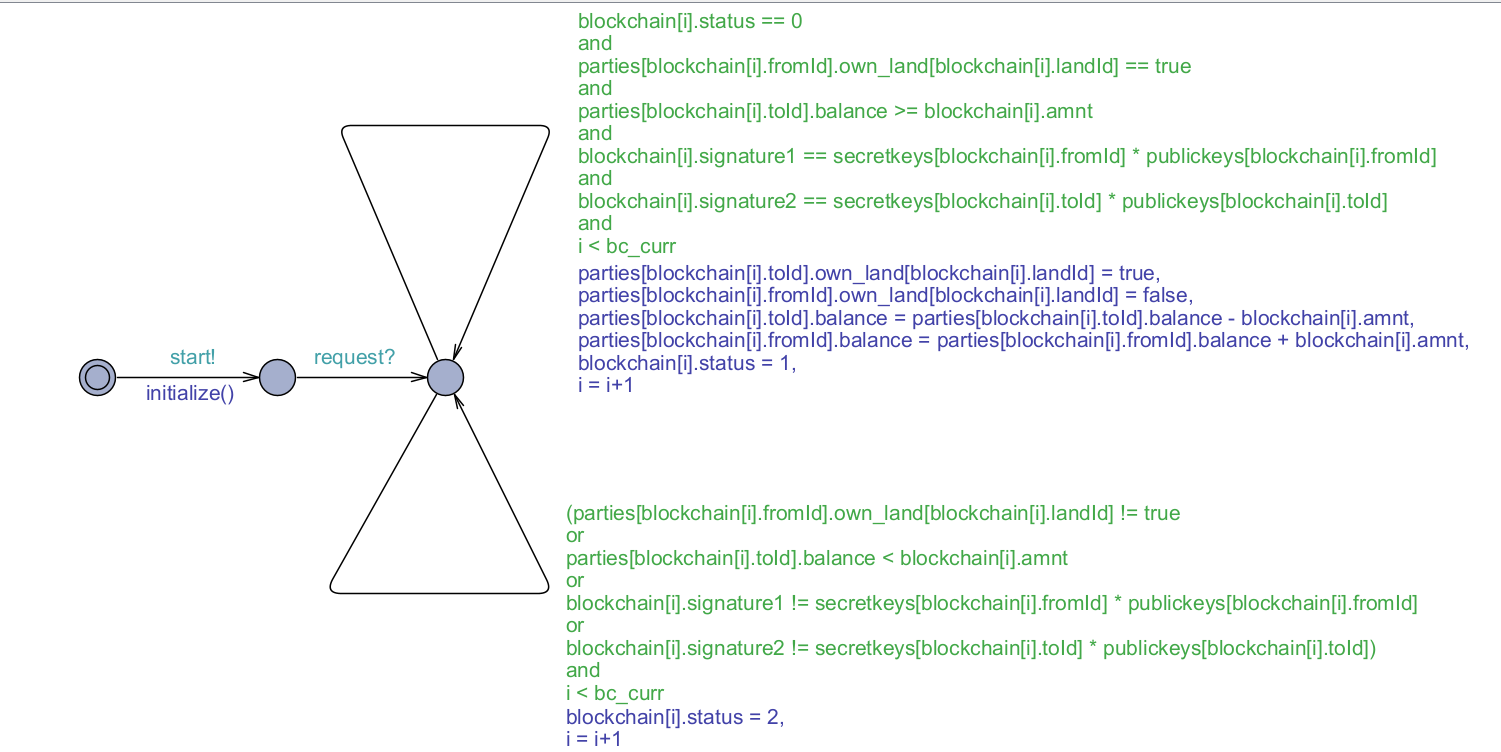 blockchain[i].status == 0
and
parties[blockchain[i].fromId].own_land[blockchain[i].landId] == true
and
parties[blockchain[i].toId].balance >= blockchain[i].amnt
and
blockchain[i].signature1 == secretkeys[blockchain[i].fromId] * publickeys[blockchain[i].fromId]
and
blockchain[i].signature2 == secretkeys[blockchain[i].toId] * publickeys[blockchain[i].toId]
and
i < bc_curr
parties[blockchain[i].toId].own_land[blockchain[i].landId] = true,
parties[blockchain[i].fromId].own_land[blockchain[i].landId] = false,
parties[blockchain[i].toId].balance = parties[blockchain[i].toId].balance - blockchain[i].amnt,
parties[blockchain[i].fromId].balance = parties[blockchain[i].fromId].balance + blockchain[i].amnt,
blockchain[i].status = 1,
i = i+1
start!
initialize()
request?
(parties[blockchain[i].fromId].own_land[blockchain[i].landId] != true
or
parties[blockchain[i].toId].balance < blockchain[i].amnt
or
blockchain[i].signature1 != secretkeys[blockchain[i].fromId] * publickeys[blockchain[i].fromId]
or
blockchain[i].signature2 != secretkeys[blockchain[i].toId] * publickeys[blockchain[i].toId])
and
i < bc_curr
blockchain[i].status = 2,
i = i+1